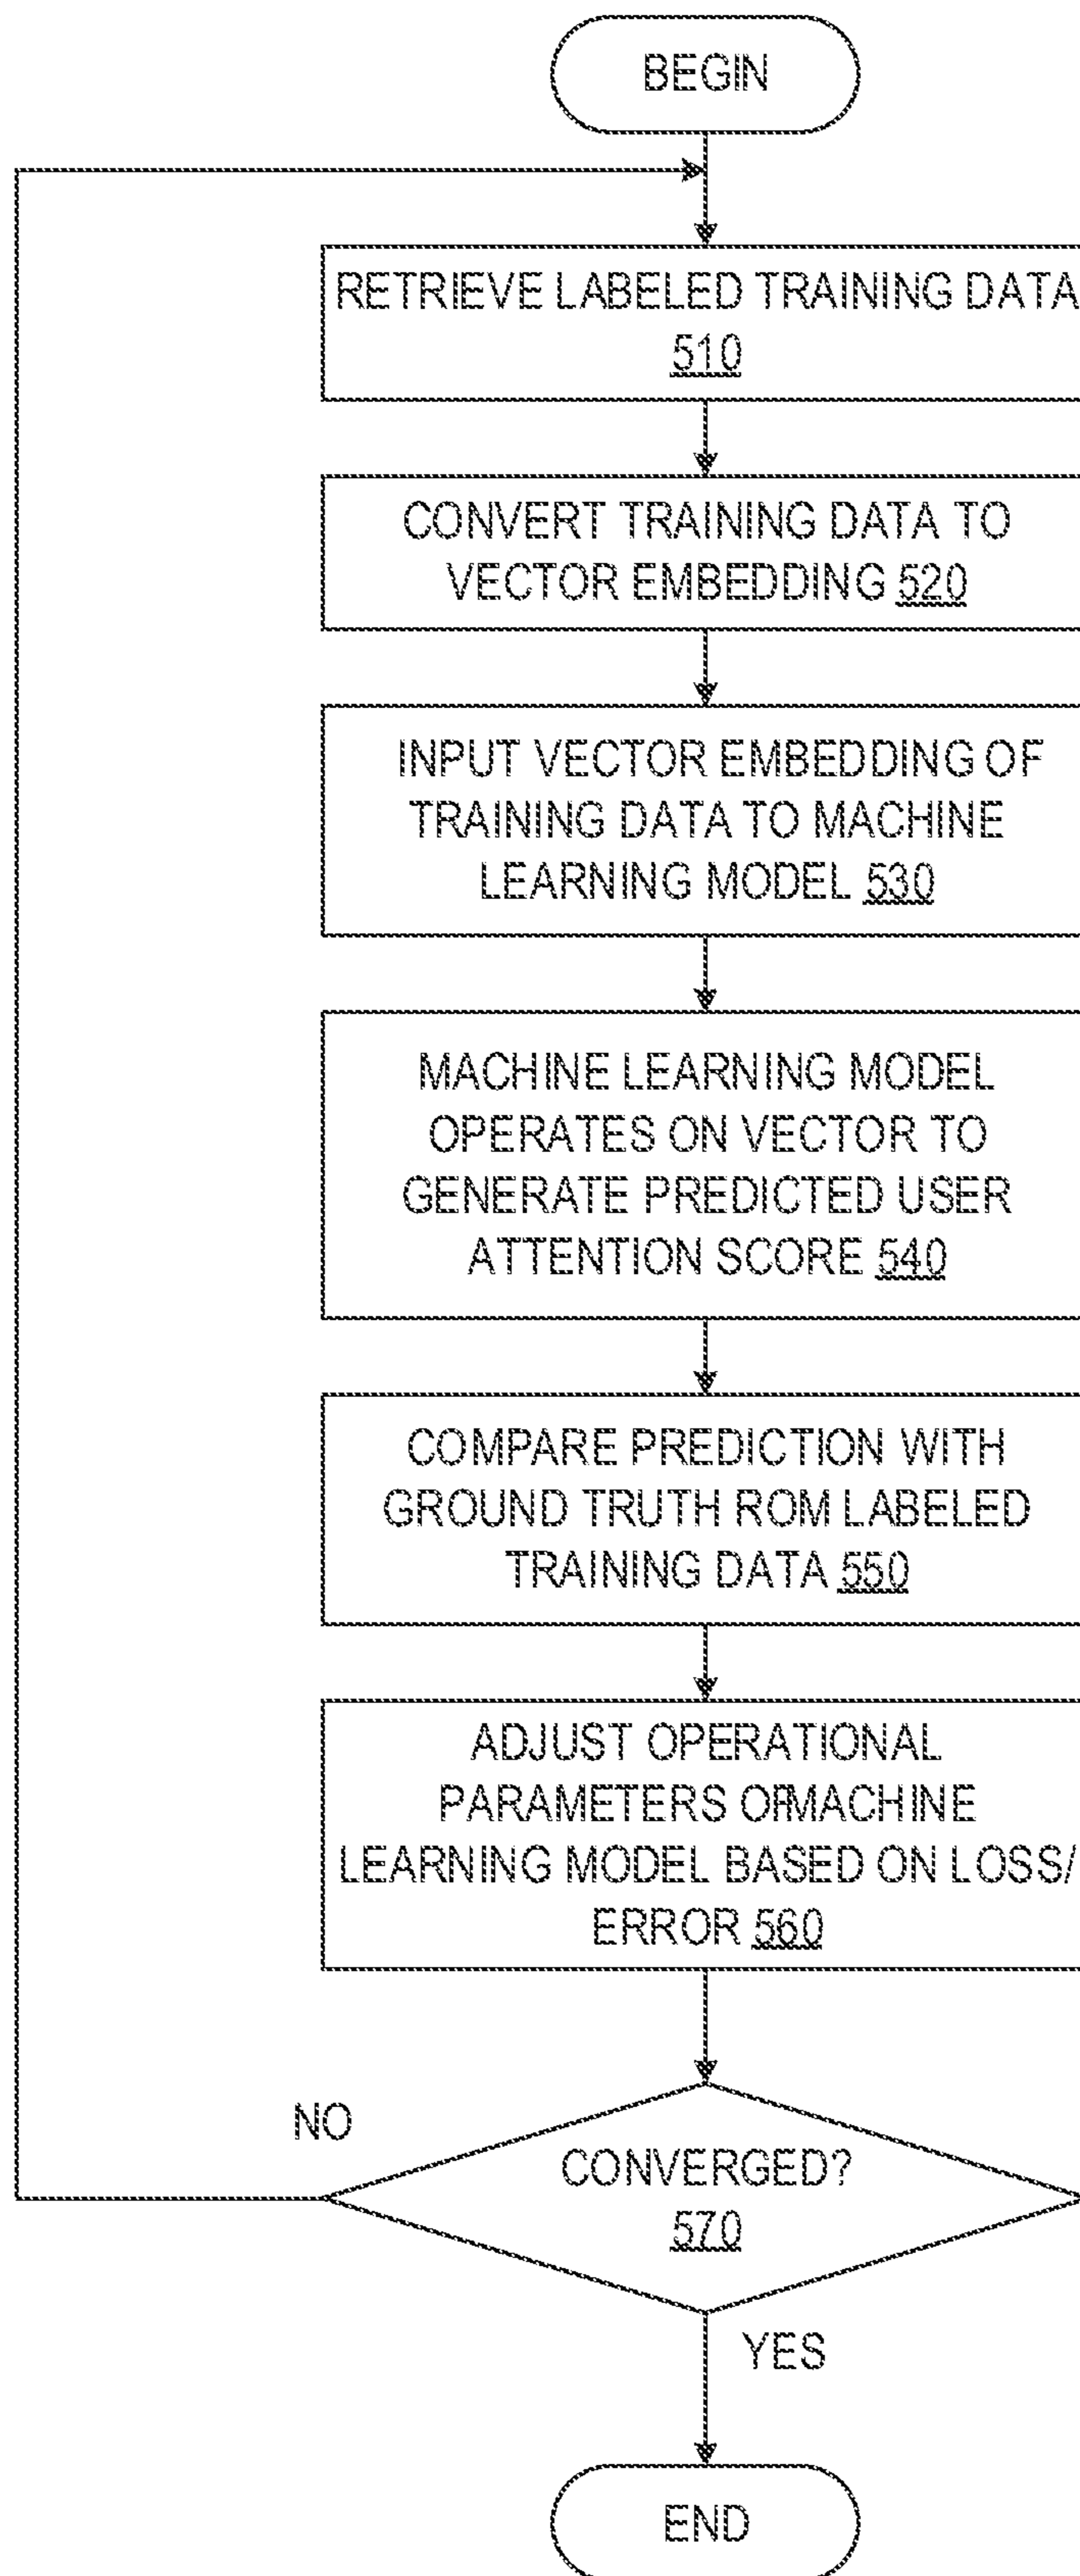 BEGIN
RETRIEVE LABELED TRAINING DATA
510
CONVERT TRAINING DATA TO
VECTOR EMBEDDING 520
INPUT VECTOR EMBEDDING OF
TRAINING DATA TO MACHINE
LEARNING MODEL 530
MACHINE LEARNING MODEL
OPERATES ON VECTOR TO
GENERATE PREDICTED USER
ATTENTION SCORE 540
COMPARE PREDICTION WITH
GROUND TRUTH ROM LABELED
TRAINING DATA 550
ADJUST OPERATIONAL
PARAMETERS OFMACHINE
LEARNING MODEL BASED ON LOSS/
ERROR 560
NO
CONVERGED?
570
YES
END